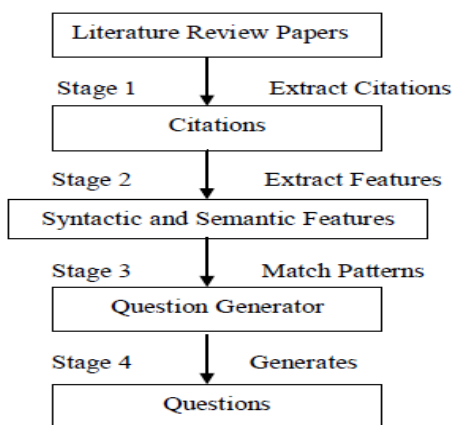 Literature Review Papers
Stage 1 Extract Citations
Citations
Stage 2 Extract Features
Syntactic and Semantic Features
Stage 3 Match Patterns
Question Generator
Stage 4 Generates
Questions